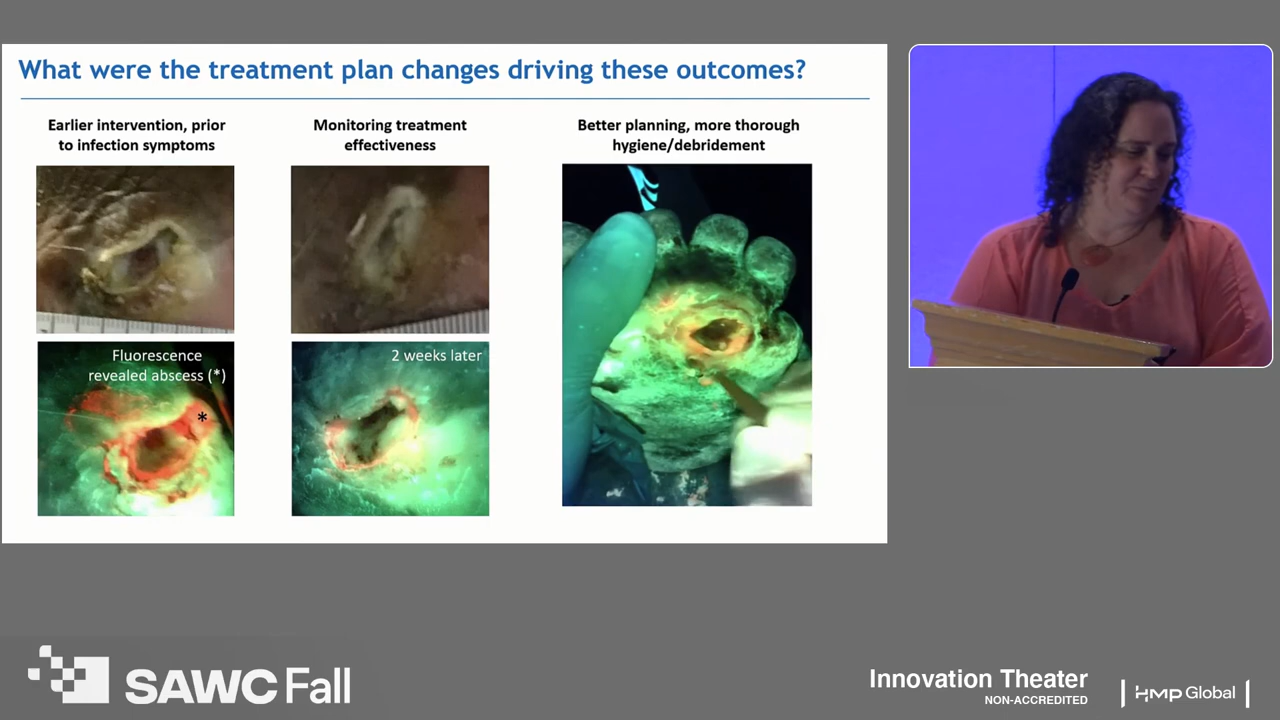 What were the treatment plan changes driving these outcomes?
Earlier intervention, prior
to infection symptoms
Monitoring treatment
effectiveness
Better planning, more thorough
hygiene/debridement
Fluorescence
revealed abscess (*)
*
2 weeks later
SAWC Fall
Innovation Theater
NON-ACCREDITED
HMP Global